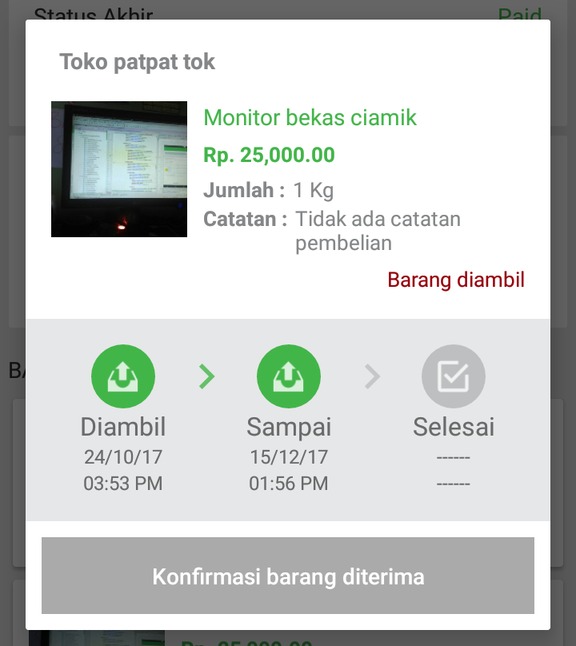 Status Akhir
Paid
Toko patpat tok
Monitor bekas ciamik
Rp. 25,000.00
Jumlah : 1 Kg
Catatan : Tidak ada catatan
pembelian
Barang diambil
Diambil
24/10/17
03:53 PM
Sampai
15/12/17
01:56 PM
Selesai
------
------
Konfirmasi barang diterima